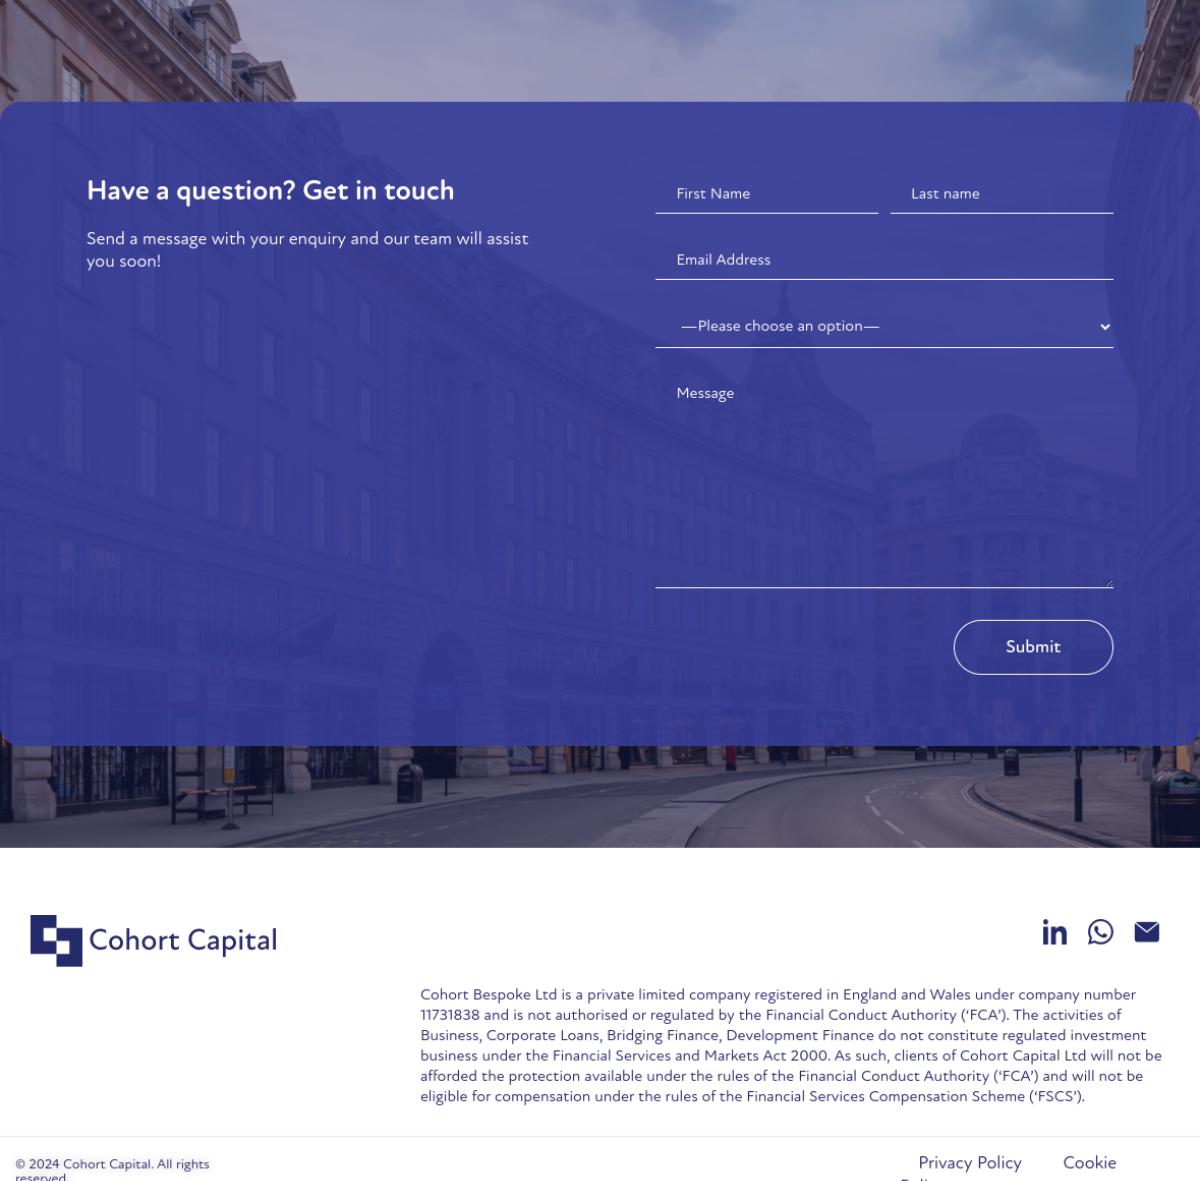 Have a question? Get in touch
Send a message with your enquiry and our team will assist
you soon!
First Name
Last name
Email Address
—Please choose an option—
Message
Submit
Cohort Capital
in
Cohort Bespoke Ltd is a private limited company registered in England and Wales under company number
11731838 and is not authorised or regulated by the Financial Conduct Authority (‘FCA’). The activities of
Business, Corporate Loans, Bridging Finance, Development Finance do not constitute regulated investment
business under the Financial Services and Markets Act 2000. As such, clients of Cohort Capital Ltd will not be
afforded the protection available under the rules of the Financial Conduct Authority (‘FCA’) and will not be
eligible for compensation under the rules of the Financial Services Compensation Scheme (‘FSCS’).
© 2024 Cohort Capital. All rights
reserved.
Privacy Policy
Cookie